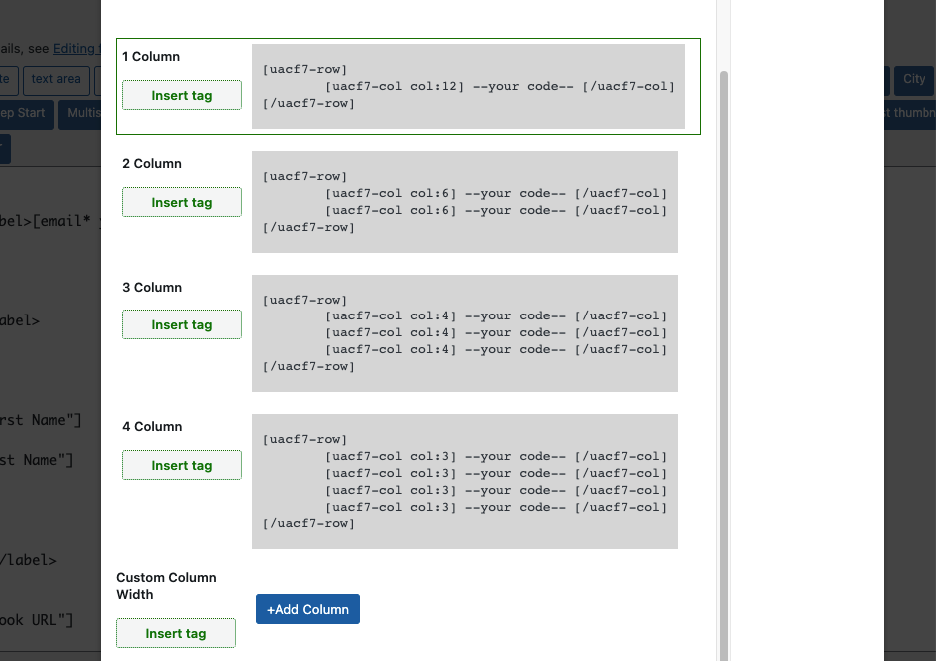 ails, see Editing
te
text area
City
ep Start
Multis
t thumbn
bel>[email*
abel>
rst Name"]
st Name"]
/label>
ook URL"]
1 Column
Insert tag
[uacf7-row]
[uacf7-col col:12] --your code-- [/uacf7-col]
[/uacf7-row]
2 Column
Insert tag
[uacf7-row]
[uacf7-col col:6] --your code-- [/uacf7-col]
[uacf7-col col:6] --your code-- [/uacf7-col]
[/uacf7-row]
3 Column
Insert tag
[uacf7-row]
[uacf7-col col:4] --your code-- [/uacf7-col]
[uacf7-col col:4] --your code-- [/uacf7-col]
[uacf7-col col:4] --your code-- [/uacf7-col]
[/uacf7-row]
4 Column
Insert tag
[uacf7-row]
[uacf7-col col:3] --your code-- [/uacf7-col]
[uacf7-col col:3] --your code-- [/uacf7-col]
[uacf7-col col:3] --your code-- [/uacf7-col]
[uacf7-col col:3] --your code-- [/uacf7-col]
[/uacf7-row]
Custom Column
Width
Insert tag
+Add Column